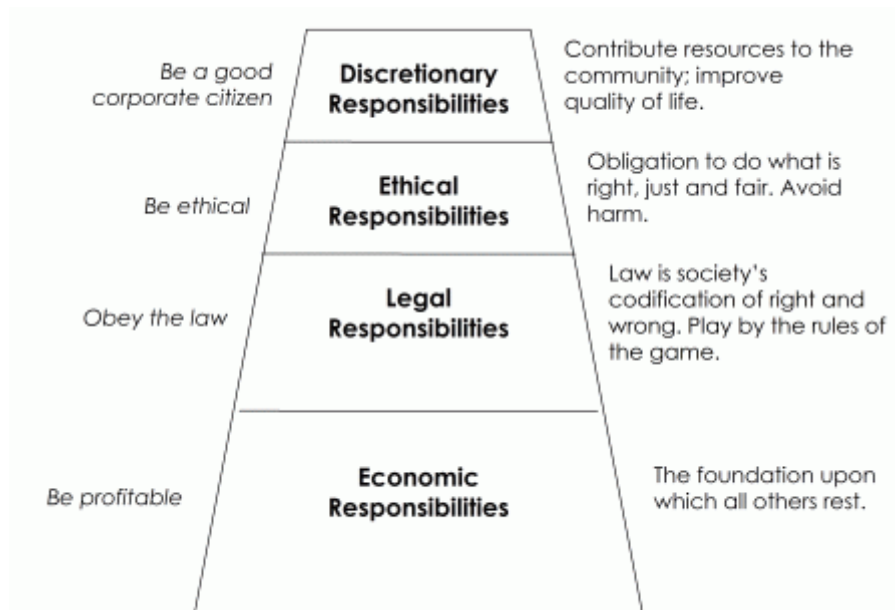 Be a good
corporate citizen
Discretionary
Responsibilities
Contribute resources to the
community; improve
quality of life.
Be ethical
Ethical
Responsibilities
Obligation to do what is
right, just and fair. Avoid
harm.
Obey the law
Legal
Responsibilities
Law is society's
codification of right and
wrong. Play by the rules of
the game.
Be profitable
Economic
Responsibilities
The foundation upon
which all others rest.